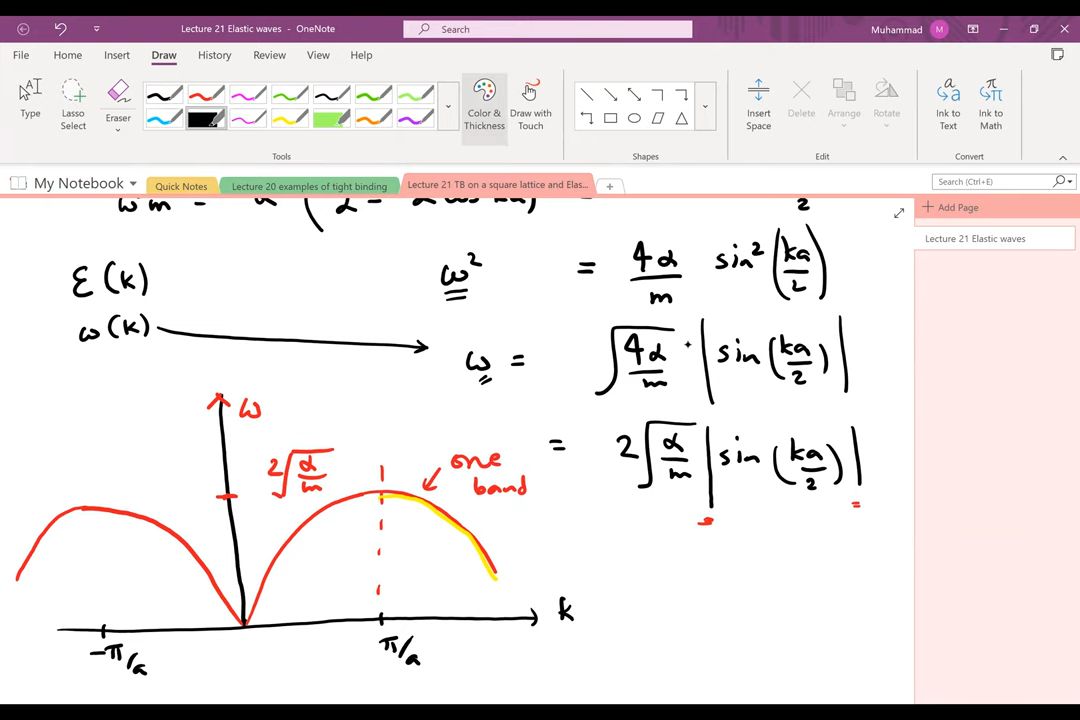 Lecture 21 Elastic waves - OneNote
Search
Muhammad
M
File Home Insert Draw History Review View Help
Type
Lasso Select
Eraser
Color & Thickness
Draw with Touch
Insert Space
Delete
Arrange
Rotate
Ink to Text
Ink to Math
Tools
Shapes
Edit
Convert
My Notebook
Quick Notes
Lecture 20 examples of tight binding
Lecture 21 TB on a square lattice and Elas...
Search (Ctrl+E)
Add Page
Lecture 21 Elastic waves
ε(k)
ω² = 4α/m sin²(ka/2)
ω(k)
ω = √(4α/m) · |sin(ka/2)|
= 2√(α/m) |sin(ka/2)|
ω
2√(α/m)
one band
k
-π/a
π/a